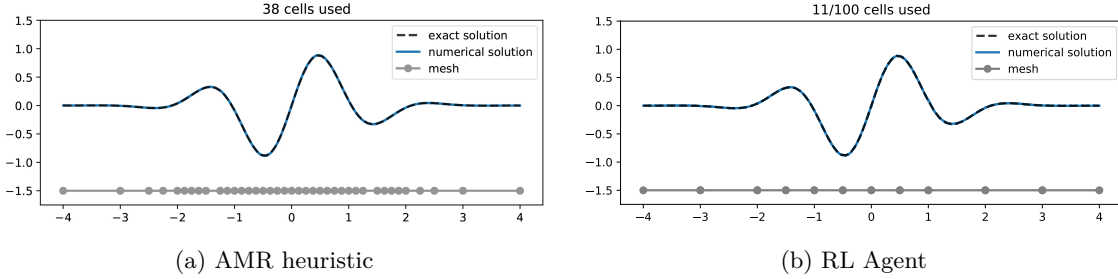 38 cells used
1.5
1.0
0.5
0.0
−0.5
−1.0
−1.5
exact solution
numerical solution
mesh
−4 −3 −2 −1 0 1 2 3 4
(a) AMR heuristic
11/100 cells used
1.5
1.0
0.5
0.0
−0.5
−1.0
−1.5
exact solution
numerical solution
mesh
−4 −3 −2 −1 0 1 2 3 4
(b) RL Agent